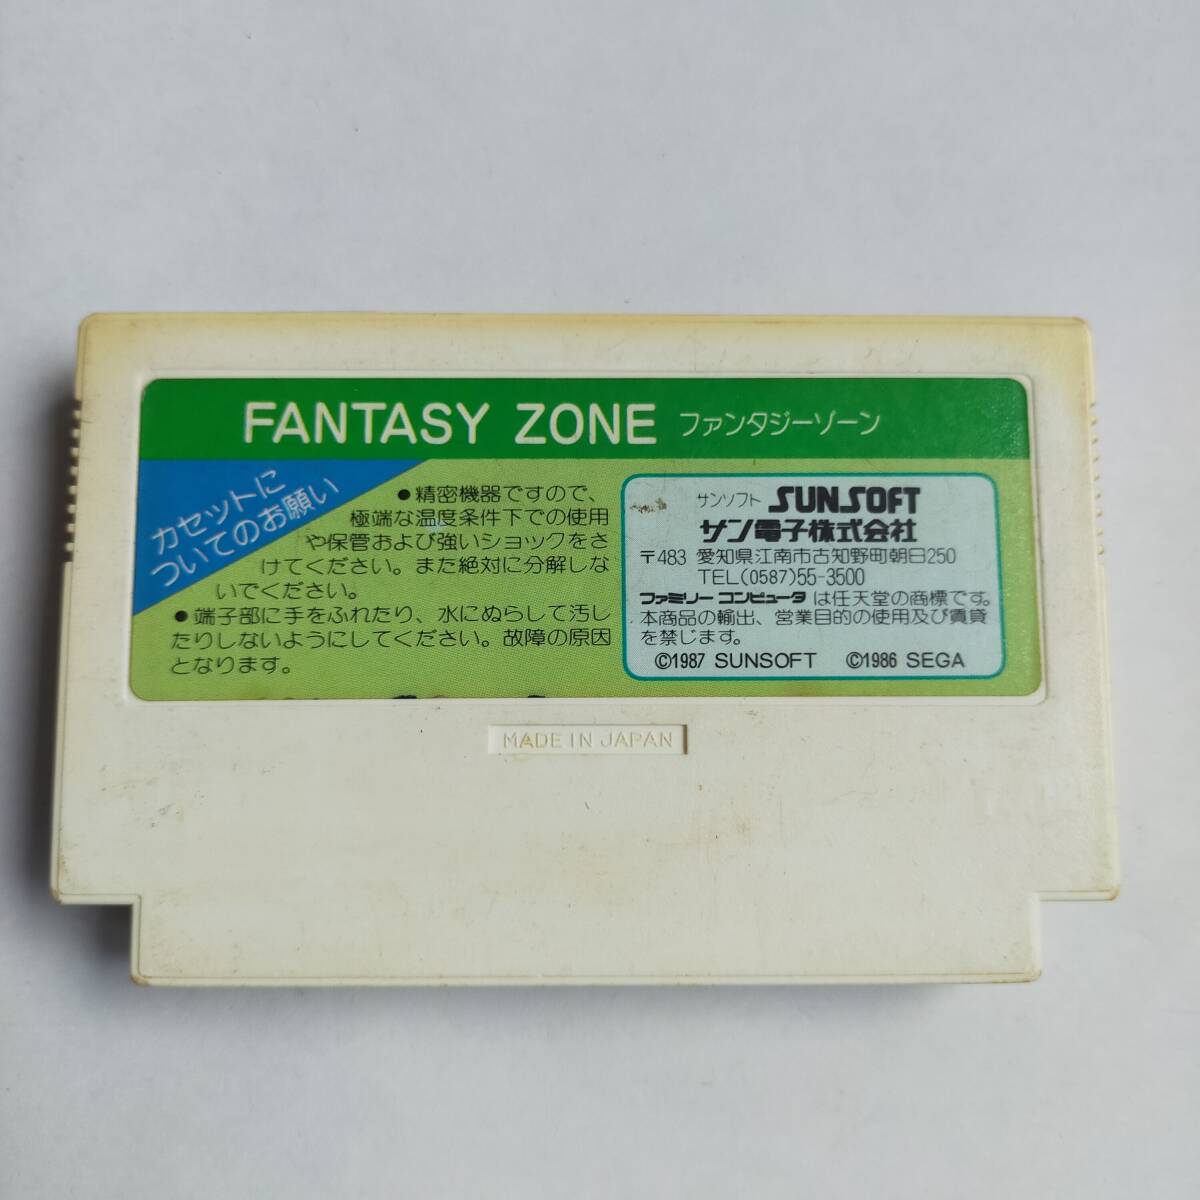 FANTASY ZONE ファンタジーゾーン
カセットに
ついてのお願い
●精密機器ですので、
極端な温度条件下での使用
や保管および強いショックをさ
けてください。また絶対に分解しな
いでください。
●端子部に手をふれたり、水にぬらして汚し
たりしないようにしてください。故障の原因
となります。
サンソフト SUNSOFT
サン電子株式会社
〒483 愛知県江南市古知野町朝日250
TEL(0587)55-3500
ファミリーコンピュータ は任天堂の商標です。
本商品の輸出、営業目的の使用及び賃貸
を禁じます。
©1987 SUNSOFT ©1986 SEGA
MADE IN JAPAN